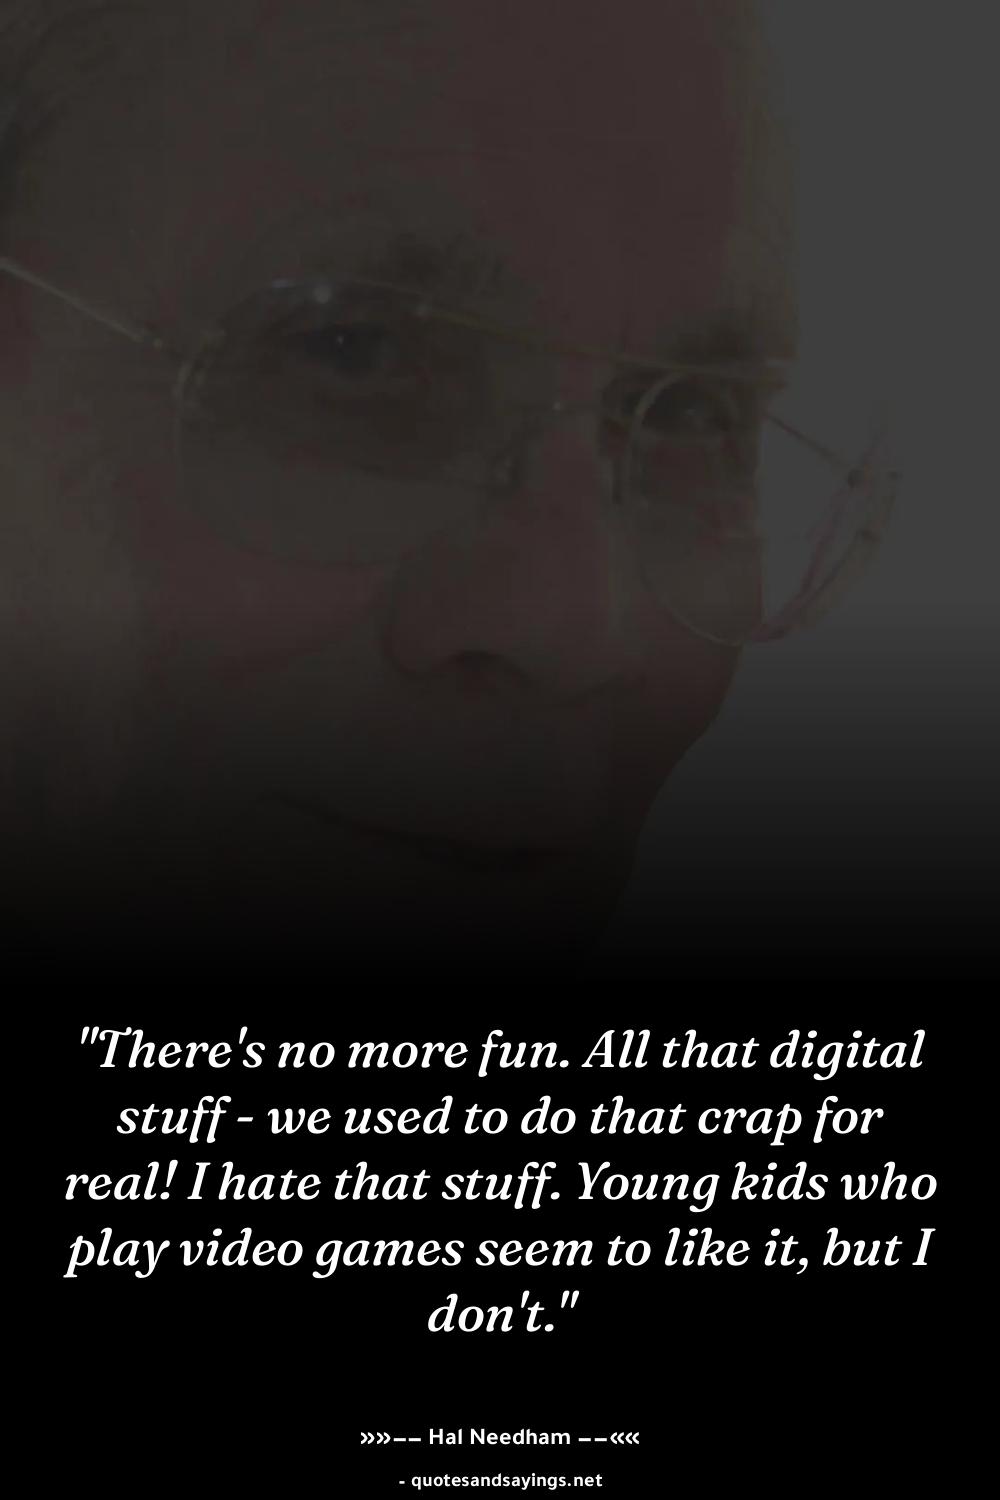 "There's no more fun. All that digital
stuff - we used to do that crap for
real! I hate that stuff. Young kids who
play video games seem to like it, but I
don't."
»»–– Hal Needham ––««
- quotesandsayings.net